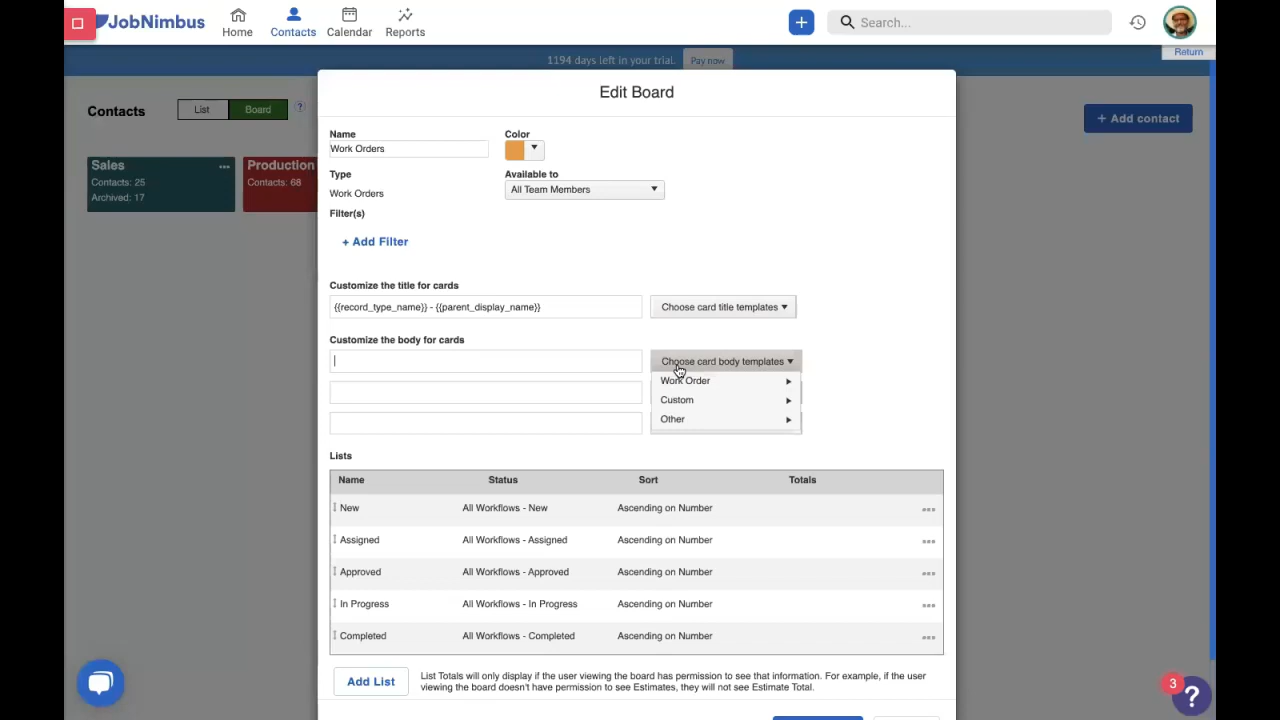 JobNimbus
Home
Contacts
Calendar
Reports
+
Search...
Return
1194 days left in your trial.
Pay now
Contacts
List
Board
?
+ Add contact
Sales
Contacts: 25
Archived: 17
Production
Contacts: 68
Edit Board
Name
Work Orders
Color
Type
Work Orders
Available to
All Team Members
Filter(s)
+ Add Filter
Customize the title for cards
{{record_type_name}} - {{parent_display_name}}
Choose card title templates
Customize the body for cards
Choose card body templates
Work Order
Custom
Other
Lists
Name Status Sort Totals
New All Workflows - New Ascending on Number
Assigned All Workflows - Assigned Ascending on Number
Approved All Workflows - Approved Ascending on Number
In Progress All Workflows - In Progress Ascending on Number
Completed All Workflows - Completed Ascending on Number
Add List
List Totals will only display if the user viewing the board has permission to see that information. For example, if the user
viewing the board doesn't have permission to see Estimates, they will not see Estimate Total.
3
?